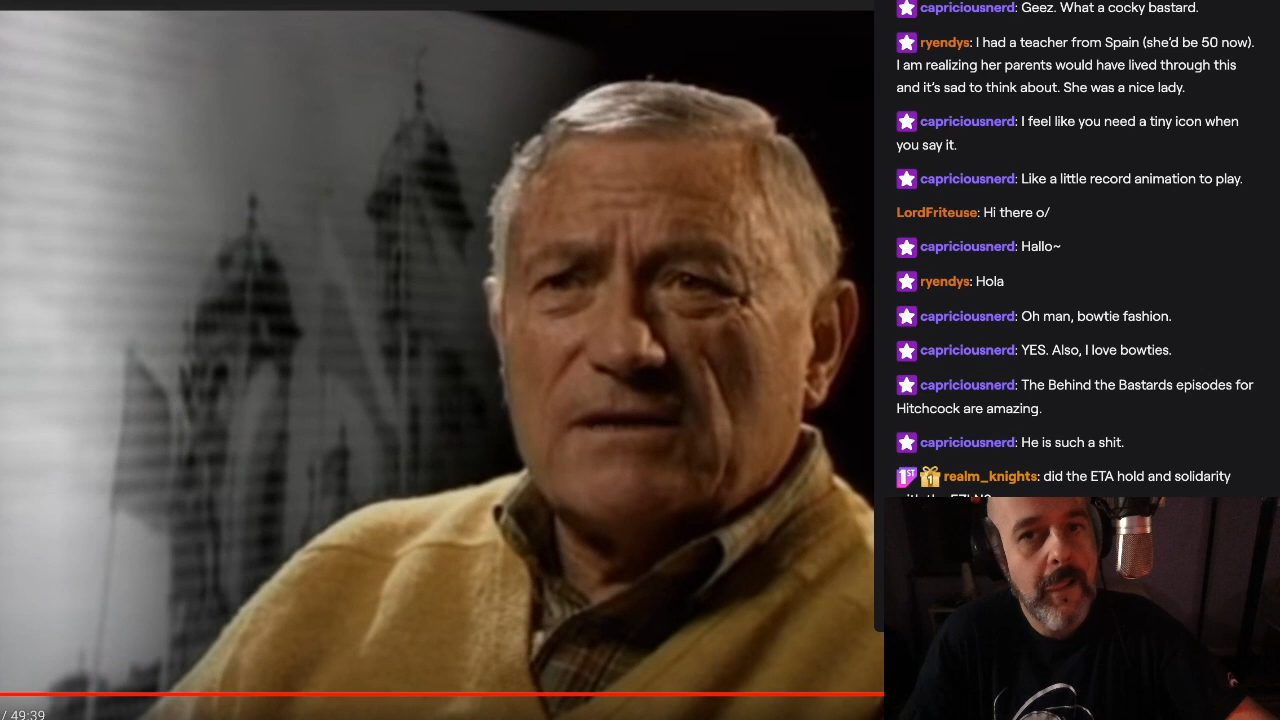 capriciousnerd: Geez. What a cocky bastard.
ryendys: I had a teacher from Spain (she'd be 50 now).
I am realizing her parents would have lived through this
and it's sad to think about. She was a nice lady.
capriciousnerd: I feel like you need a tiny icon when
you say it.
capriciousnerd: Like a little record animation to play.
LordFriteuse: Hi there o/
capriciousnerd: Hallo~
ryendys: Hola
capriciousnerd: Oh man, bowtie fashion.
capriciousnerd: YES. Also, I love bowties.
capriciousnerd: The Behind the Bastards episodes for
Hitchcock are amazing.
capriciousnerd: He is such a shit.
1ST 1 realm_knights: did the ETA hold and solidarity
/ 49:39